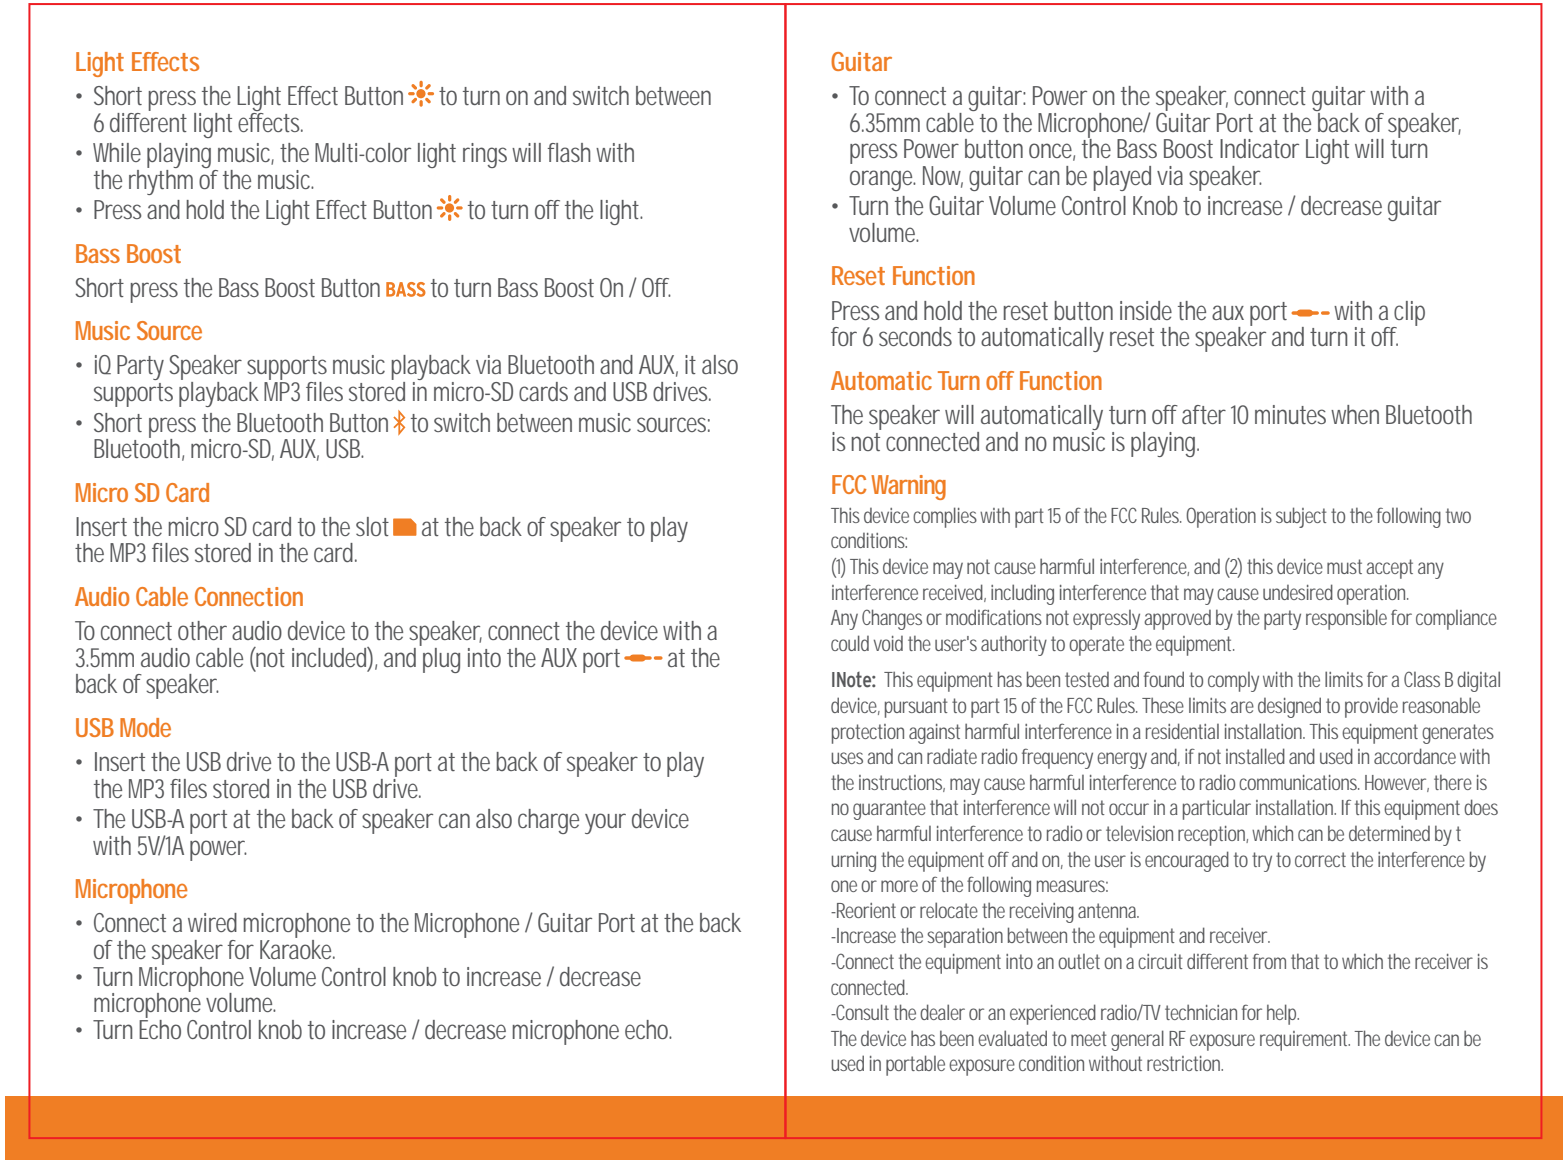 Light Effects
• Short press the Light Effect Button to turn on and switch between
6 different light effects.
• While playing music, the Multi-color light rings will flash with
the rhythm of the music.
• Press and hold the Light Effect Button to turn off the light.
Bass Boost
Short press the Bass Boost Button BASS to turn Bass Boost On / Off.
Music Source
• iQ Party Speaker supports music playback via Bluetooth and AUX, it also
supports playback MP3 files stored in micro-SD cards and USB drives.
• Short press the Bluetooth Button to switch between music sources:
Bluetooth, micro-SD, AUX, USB.
Micro SD Card
Insert the micro SD card to the slot at the back of speaker to play
the MP3 files stored in the card.
Audio Cable Connection
To connect other audio device to the speaker, connect the device with a
3.5mm audio cable (not included), and plug into the AUX port at the
back of speaker.
USB Mode
• Insert the USB drive to the USB-A port at the back of speaker to play
the MP3 files stored in the USB drive.
• The USB-A port at the back of speaker can also charge your device
with 5V/1A power.
Microphone
• Connect a wired microphone to the Microphone / Guitar Port at the back
of the speaker for Karaoke.
• Turn Microphone Volume Control knob to increase / decrease
microphone volume.
• Turn Echo Control knob to increase / decrease microphone echo.
Guitar
• To connect a guitar: Power on the speaker, connect guitar with a
6.35mm cable to the Microphone/ Guitar Port at the back of speaker,
press Power button once, the Bass Boost Indicator Light will turn
orange. Now, guitar can be played via speaker.
• Turn the Guitar Volume Control Knob to increase / decrease guitar
volume.
Reset Function
Press and hold the reset button inside the aux port with a clip
for 6 seconds to automatically reset the speaker and turn it off.
Automatic Turn off Function
The speaker will automatically turn off after 10 minutes when Bluetooth
is not connected and no music is playing.
FCC Warning
This device complies with part 15 of the FCC Rules. Operation is subject to the following two
conditions:
(1) This device may not cause harmful interference, and (2) this device must accept any
interference received, including interference that may cause undesired operation.
Any Changes or modifications not expressly approved by the party responsible for compliance
could void the user's authority to operate the equipment.
INote: This equipment has been tested and found to comply with the limits for a Class B digital
device, pursuant to part 15 of the FCC Rules. These limits are designed to provide reasonable
protection against harmful interference in a residential installation. This equipment generates
uses and can radiate radio frequency energy and, if not installed and used in accordance with
the instructions, may cause harmful interference to radio communications. However, there is
no guarantee that interference will not occur in a particular installation. If this equipment does
cause harmful interference to radio or television reception, which can be determined by t
urning the equipment off and on, the user is encouraged to try to correct the interference by
one or more of the following measures:
-Reorient or relocate the receiving antenna.
-Increase the separation between the equipment and receiver.
-Connect the equipment into an outlet on a circuit different from that to which the receiver is
connected.
-Consult the dealer or an experienced radio/TV technician for help.
The device has been evaluated to meet general RF exposure requirement. The device can be
used in portable exposure condition without restriction.